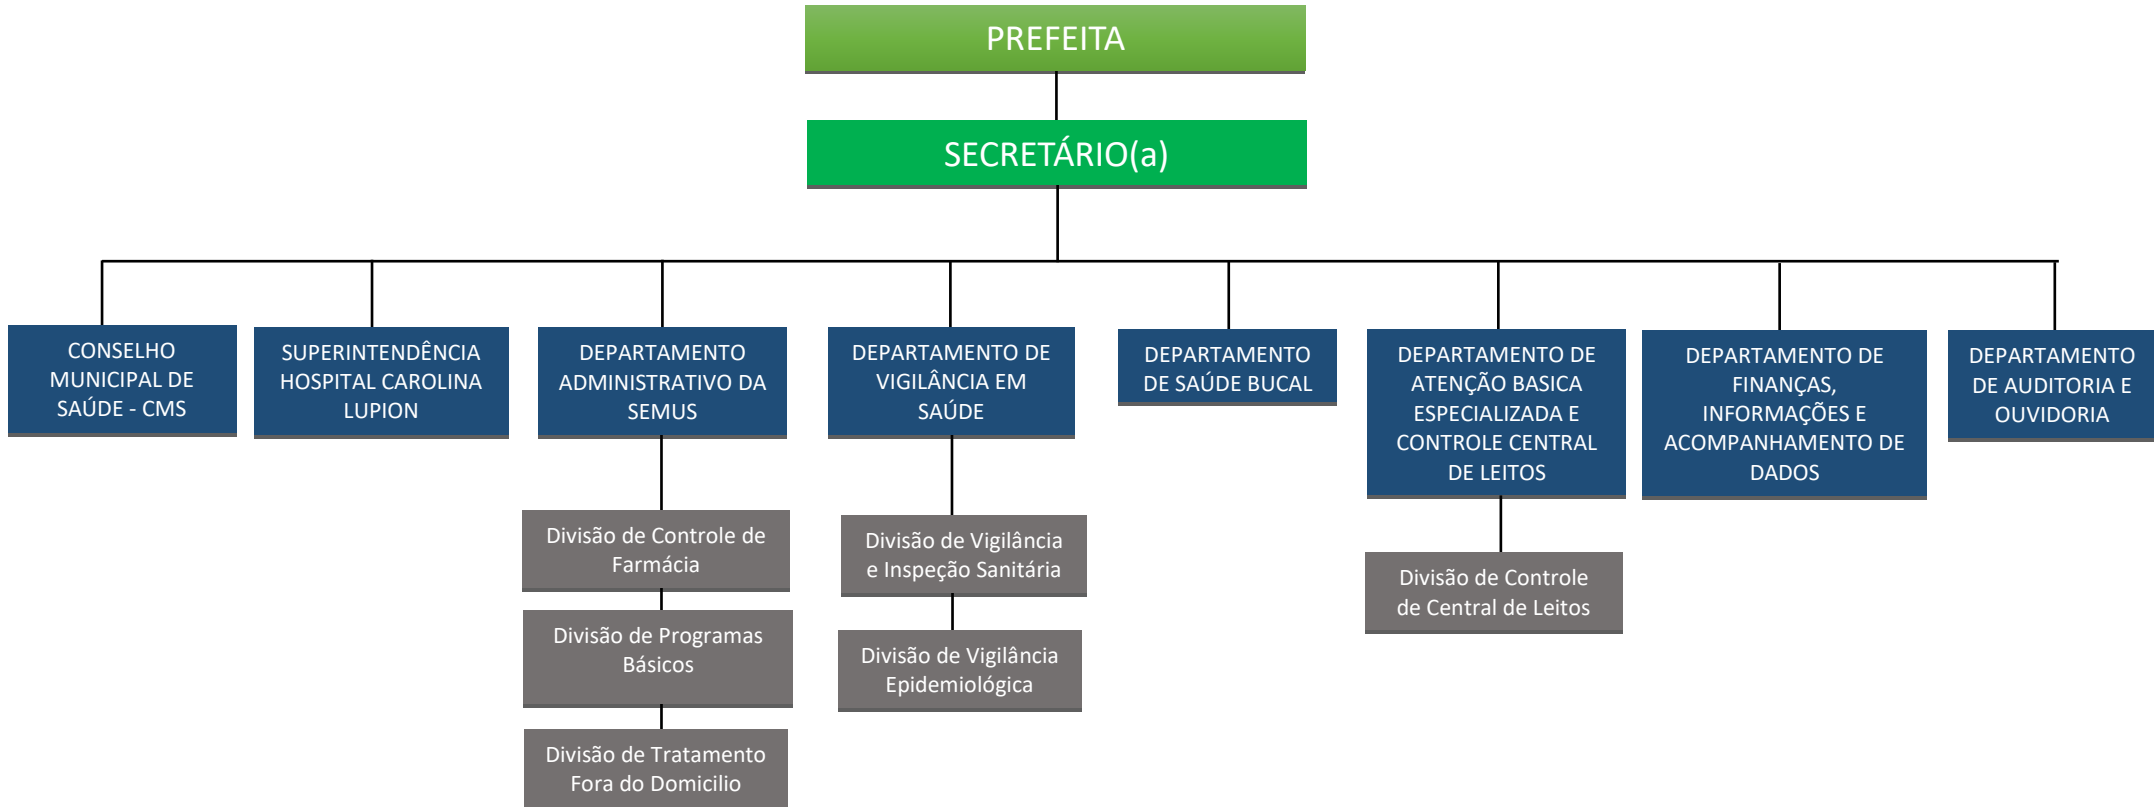 PREFEITA
SECRETÁRIO(a)
CONSELHO
MUNICIPAL DE
SAÚDE - CMS
SUPERINTENDÊNCIA
HOSPITAL CAROLINA
LUPION
DEPARTAMENTO
ADMINISTRATIVO DA
SEMUS
DEPARTAMENTO DE
VIGILÂNCIA EM
SAÚDE
DEPARTAMENTO
DE SAÚDE BUCAL
DEPARTAMENTO DE
ATENÇÃO BASICA
ESPECIALIZADA E
CONTROLE CENTRAL
DE LEITOS
DEPARTAMENTO DE
FINANÇAS,
INFORMAÇÕES E
ACOMPANHAMENTO DE
DADOS
DEPARTAMENTO
DE AUDITORIA E
OUVIDORIA
Divisão de Controle de
Farmácia
Divisão de Programas
Básicos
Divisão de Tratamento
Fora do Domicilio
Divisão de Vigilância
e Inspeção Sanitária
Divisão de Vigilância
Epidemiológica
Divisão de Controle
de Central de Leitos